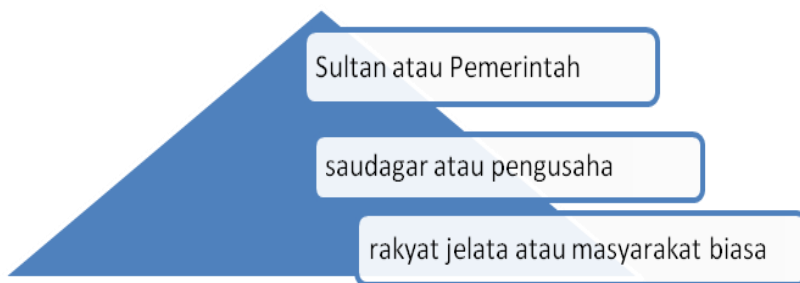 Sultan atau Pemerintah
saudagar atau pengusaha
rakyat jelata atau masyarakat biasa